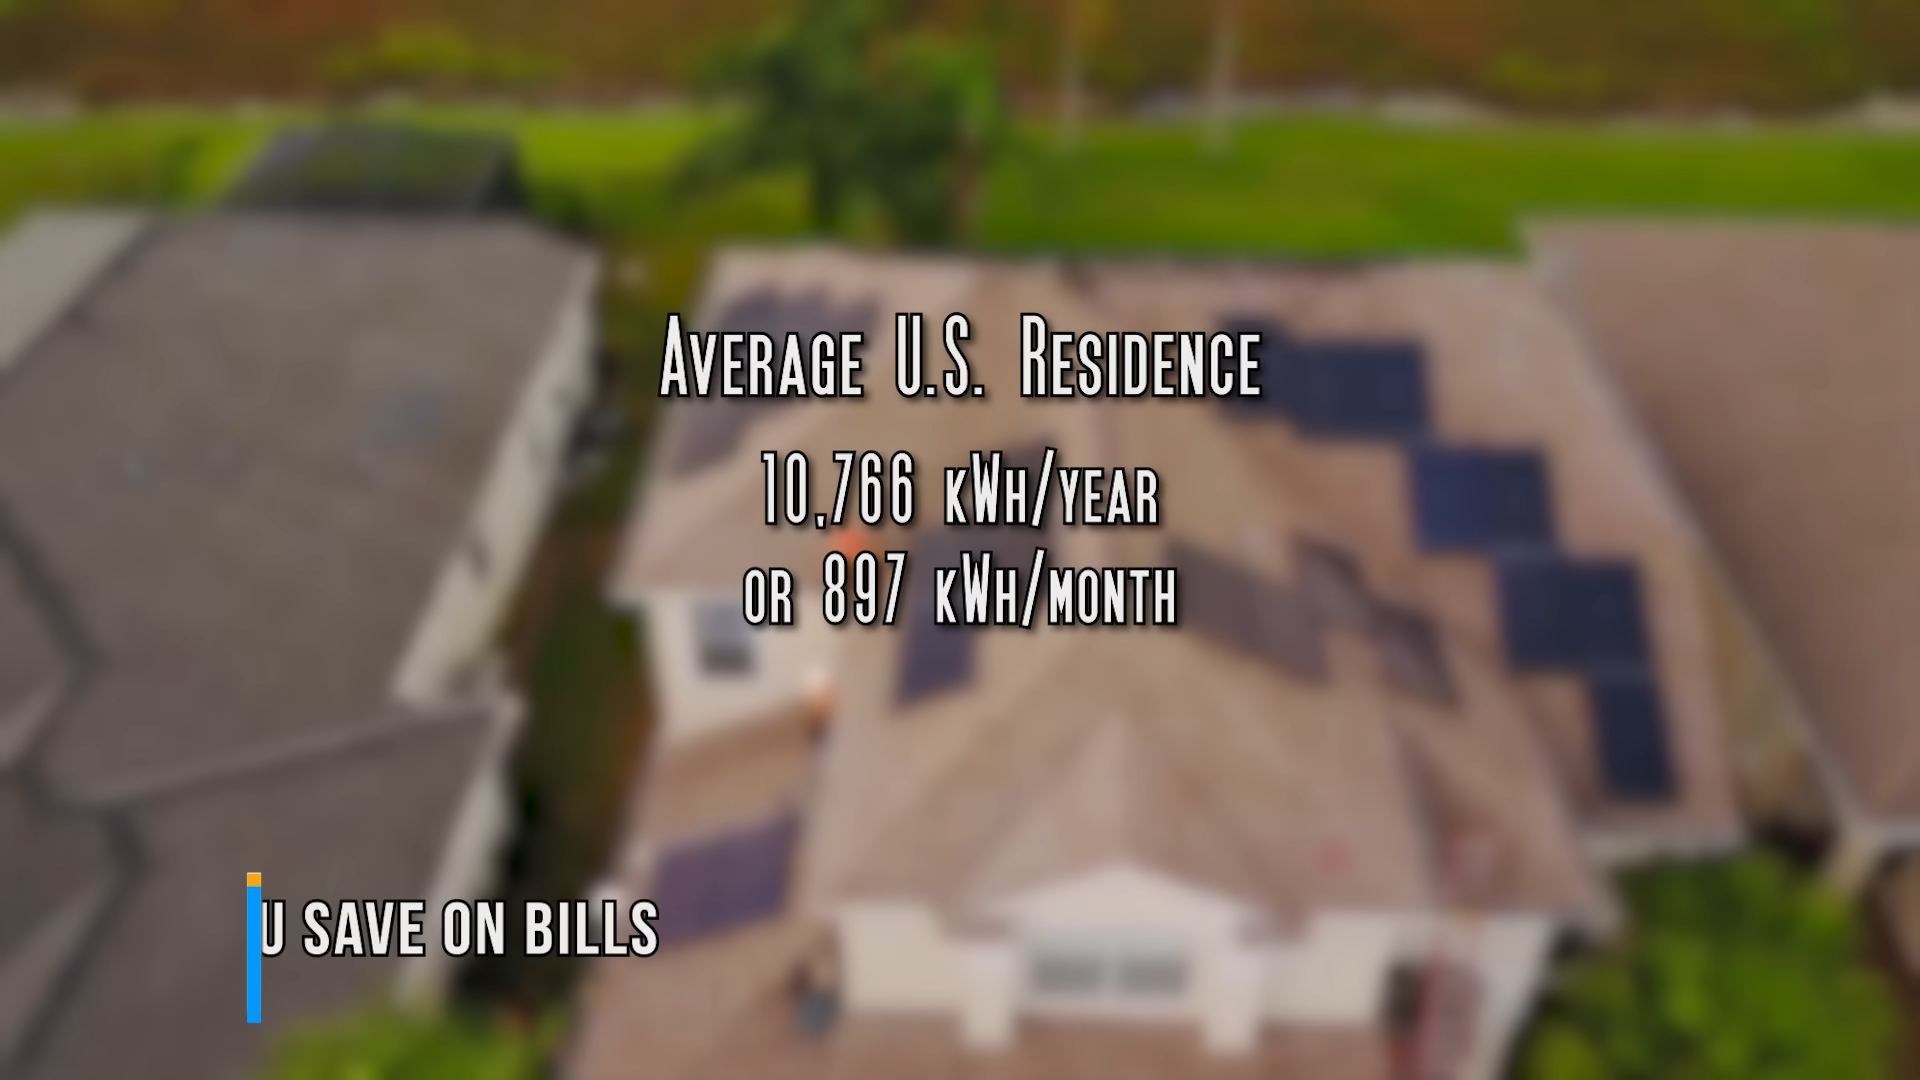 Average U.S. Residence
10,766 kWh/year
or 897 kWh/month
U SAVE ON BILLS